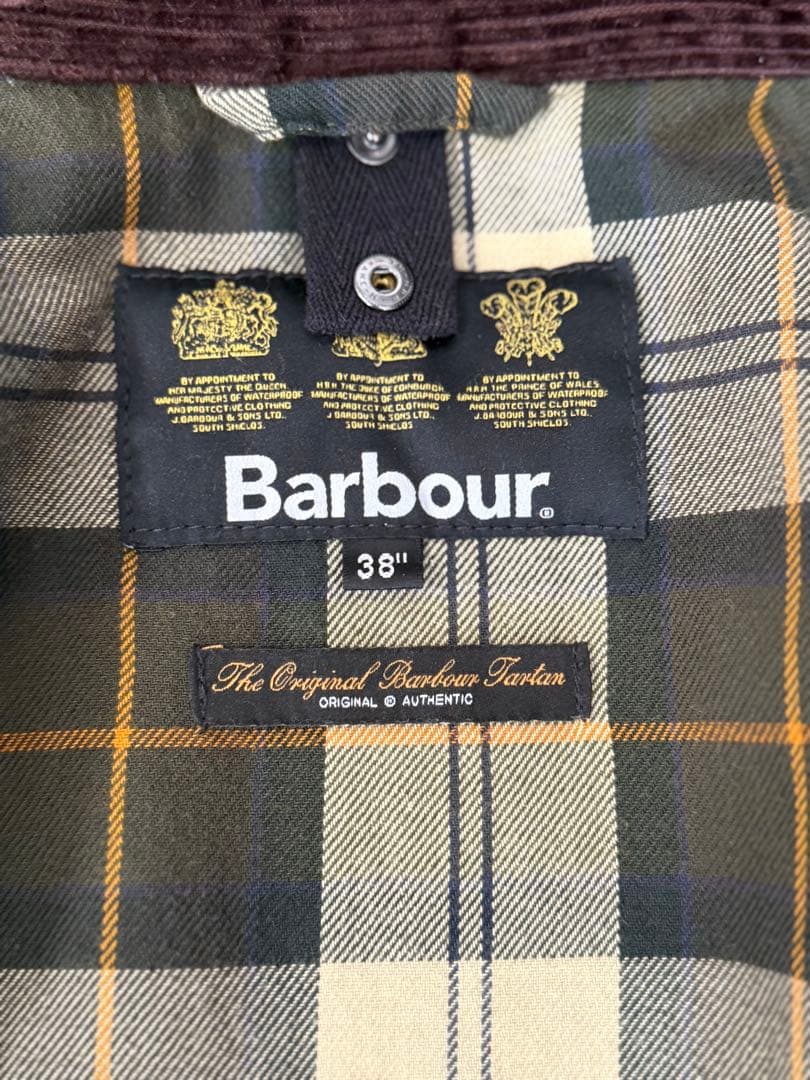 BY APPOINTMENT TO
HER MAJESTY THE QUEEN
MANUFACTURERS OF WATERPROOF
AND PROTECTIVE CLOTHING
J.BARBOUR & SONS LTD.,
SOUTH SHIELDS.
BY APPOINTMENT TO
H R H THE DUKE OF EDINBURGH
MANUFACTURERS OF WATERPROOF
AND PROTECTIVE CLOTHING
J.BARBOUR & SONS LTD.,
SOUTH SHIELDS.
BY APPOINTMENT TO
H R H THE PRINCE OF WALES
MANUFACTURERS OF WATERPROOF
AND PROTECTIVE CLOTHING
J.BARBOUR & SONS LTD.,
SOUTH SHIELDS.
Barbour.®
38"
The Original Barbour Tartan
ORIGINAL ® AUTHENTIC